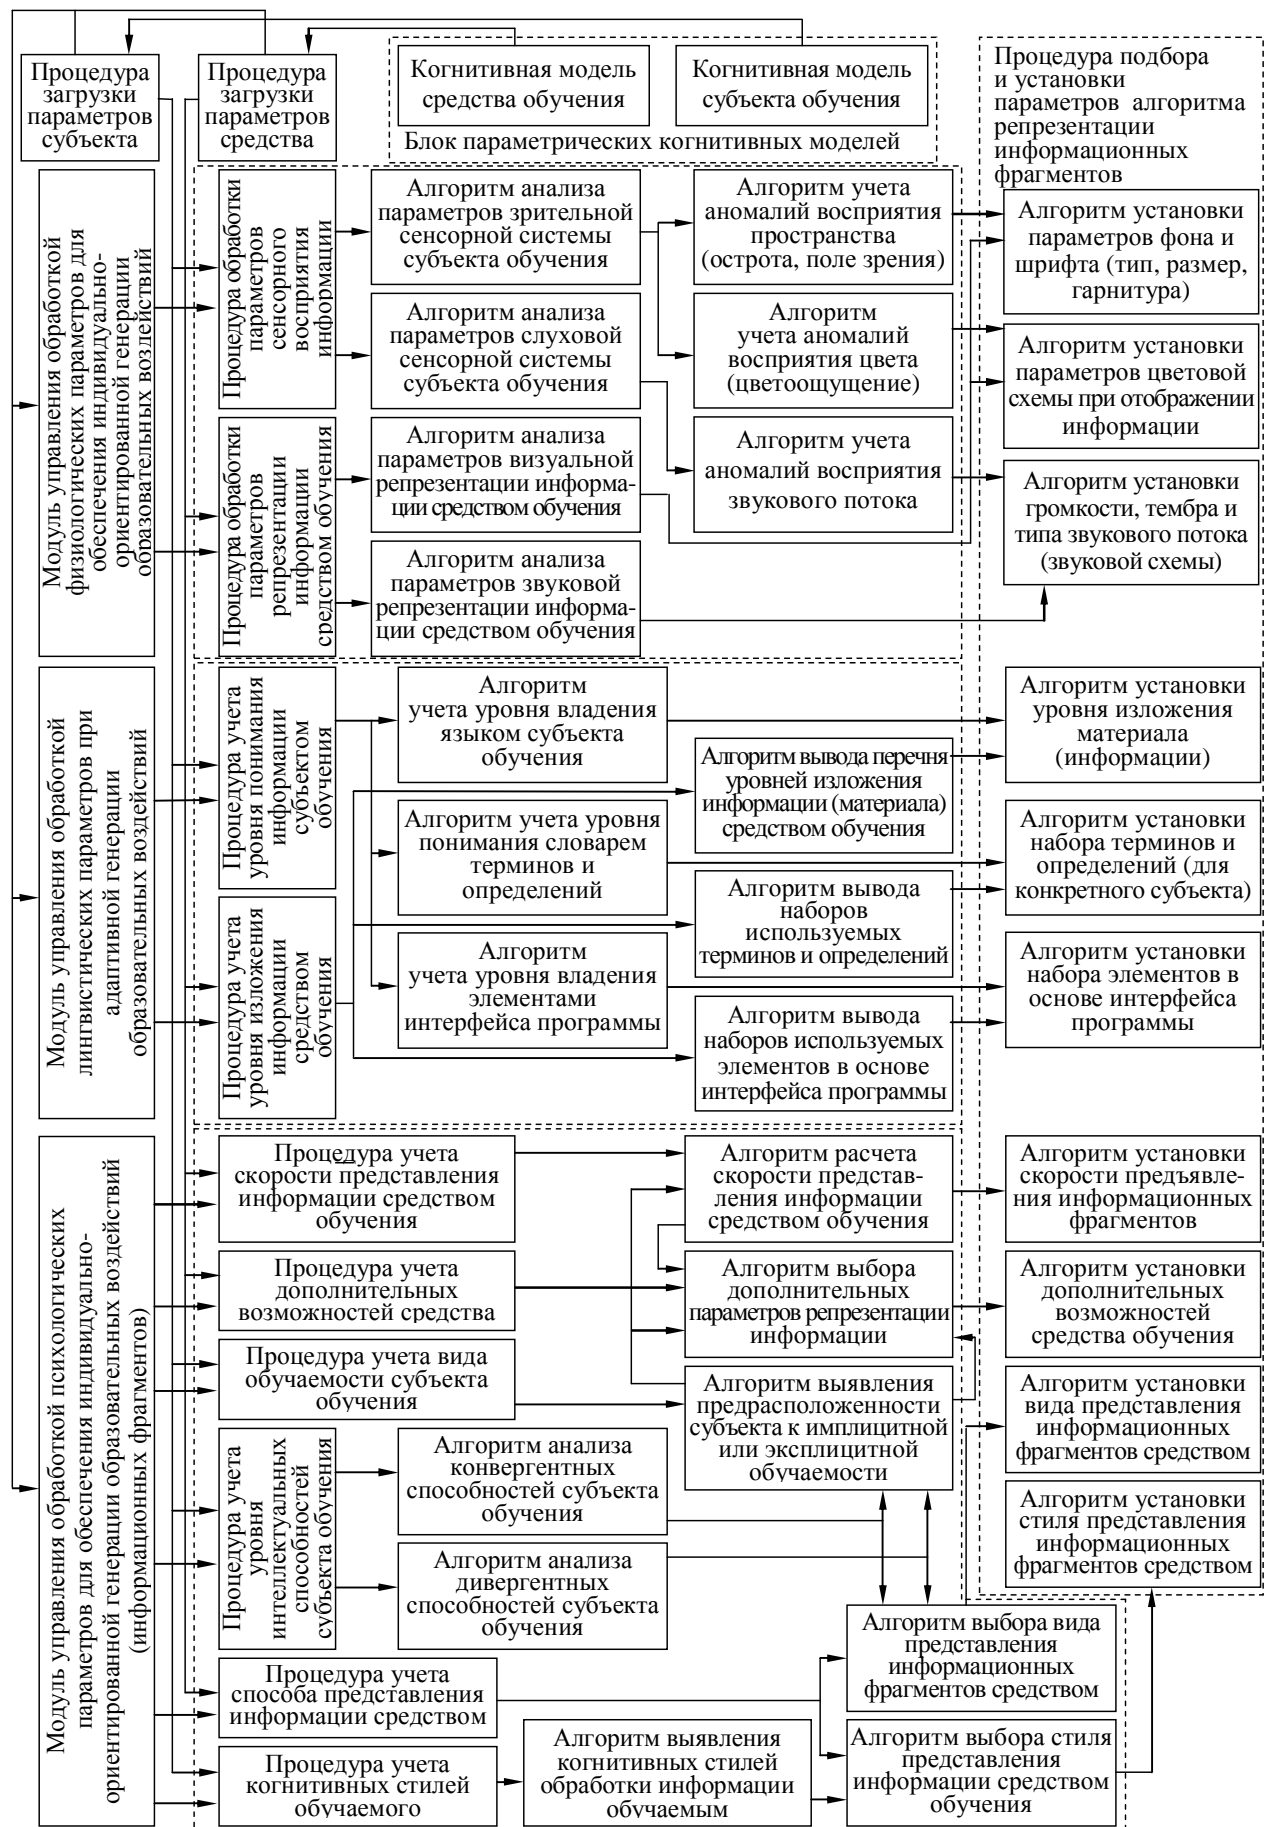 Процедура
загрузки
параметров
субъекта
Процедура
загрузки
параметров
средства
Когнитивная модель
средства обучения
Когнитивная модель
субъекта обучения
Блок параметрических когнитивных моделей
Процедура подбора
и установки
параметров алгоритма
репрезентации
информационных
фрагментов
Модуль управления обработкой
физиологических параметров для
обеспечения индивидуально-
ориентированной генерации
образовательных воздействий
Процедура обработки
параметров
сенсорного
восприятия
информации
Алгоритм анализа
параметров зрительной
сенсорной системы
субъекта обучения
Алгоритм учета
аномалий восприятия
пространства
(острота, поле зрения)
Алгоритм установки
параметров фона и
шрифта (тип, размер,
гарнитура)
Алгоритм анализа
параметров слуховой
сенсорной системы
субъекта обучения
Алгоритм
учета аномалий
восприятия цвета
(цветоощущение)
Алгоритм установки
параметров цветовой
схемы при отображении
информации
Процедура обработки
параметров
репрезентации
информации
средством обучения
Алгоритм анализа
параметров визуальной
репрезентации информа-
ции средством обучения
Алгоритм учета
аномалий восприятия
звукового потока
Алгоритм установки
громкости, тембра и
типа звукового потока
(звуковой схемы)
Алгоритм анализа
параметров звуковой
репрезентации информа-
ции средством обучения
Модуль управления обработкой
лингвистических параметров при
адаптивной генерации
образовательных воздействий
Процедура учета
уровня понимания
информации
субъектом
обучения
Алгоритм
учета уровня владения
языком субъекта
обучения
Алгоритм вывода перечня
уровней изложения
информации (материала)
средством обучения
Алгоритм установки
уровня изложения
материала
(информации)
Алгоритм учета уровня
понимания словарем
терминов и
определений
Алгоритм установки
набора терминов и
определений (для
конкретного субъекта)
Процедура учета
уровня изложения
информации
средством
обучения
Алгоритм вывода
наборов
используемых
терминов и определений
Алгоритм
учета уровня владения
элементами
интерфейса программы
Алгоритм установки
набора элементов в
основе интерфейса
программы
Алгоритм вывода
наборов используемых
элементов в основе
интерфейса программы
Модуль управления обработкой психологических
параметров для обеспечения индивидуально-
ориентированной генерации образовательных воздействий
(информационных фрагментов)
Процедура учета
скорости представления
информации средством
обучения
Алгоритм расчета
скорости представ-
ления информации
средством обучения
Алгоритм установки
скорости предъявле-
ния информационных
фрагментов
Процедура учета
дополнительных
возможностей средства
Алгоритм выбора
дополнительных
параметров репрезентации
информации
Алгоритм установки
дополнительных
возможностей
средства обучения
Процедура учета вида
обучаемости субъекта
обучения
Алгоритм выявления
предрасположенности
субъекта к имплицитной
или эксплицитной
обучаемости
Алгоритм установки
вида представления
информационных
фрагментов средством
Процедура учета
уровня
интеллектуальных
способностей
субъекта обучения
Алгоритм анализа
конвергентных
способностей субъекта
обучения
Алгоритм установки
стиля представления
информационных
фрагментов средством
Алгоритм анализа
дивергентных
способностей субъекта
обучения
Алгоритм выбора вида
представления
информационных
фрагментов средством
Процедура учета
способа представления
информации средством
Процедура учета
когнитивных стилей
обучаемого
Алгоритм выявления
когнитивных стилей
обработки информации
обучаемым
Алгоритм выбора стиля
представления
информации средством
обучения